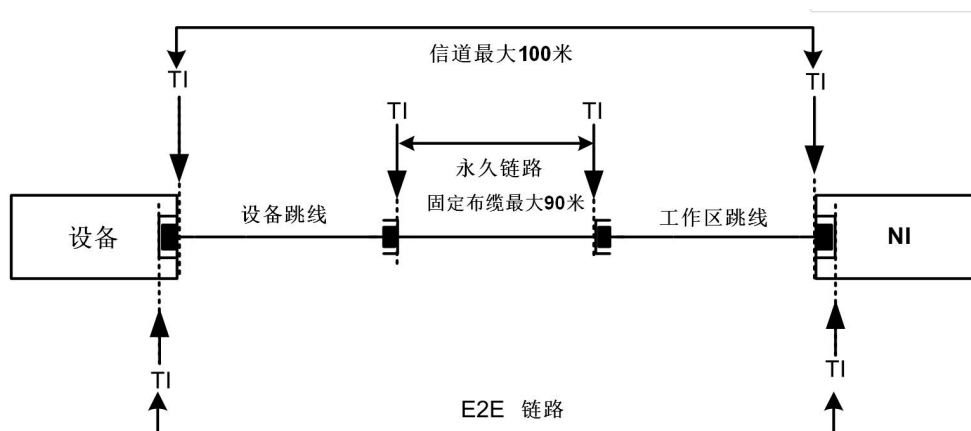 信道最大100米
TI
TI
TI
TI
永久链路
设备跳线
固定布缆最大90米
工作区跳线
设备
NI
TI
TI
E2E 链路